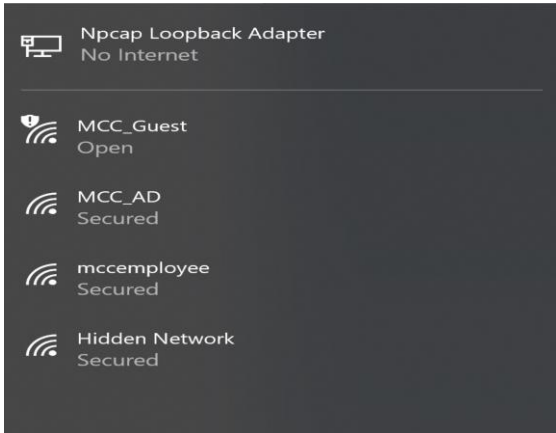 Npcap Loopback Adapter
No Internet
MCC_Guest
Open
MCC_AD
Secured
mccemployee
Secured
Hidden Network
Secured